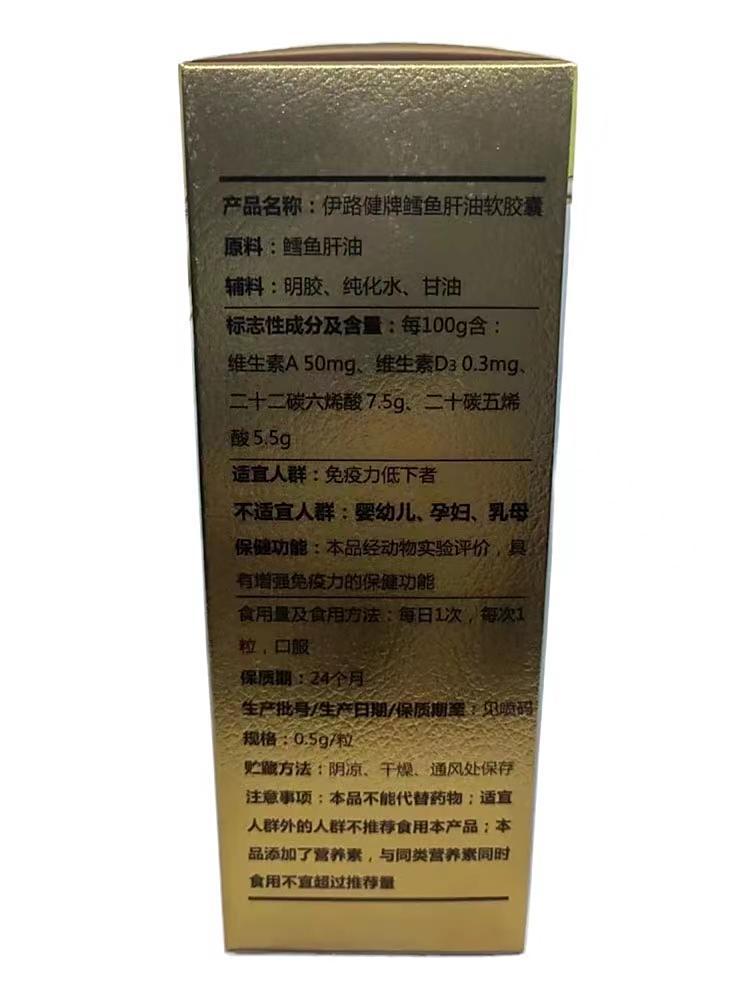 产品名称：伊路健牌鳕鱼肝油软胶囊
原料：鳕鱼肝油
辅料：明胶、纯化水、甘油
标志性成分及含量：每100g含：
维生素A 50mg、维生素D3 0.3mg、
二十二碳六烯酸7.5g、二十碳五烯
酸5.5g
适宜人群：免疫力低下者
不适宜人群：婴幼儿、孕妇、乳母
保健功能：本品经动物实验评价，具
有增强免疫力的保健功能
食用量及食用方法：每日1次，每次1
粒，口服
保质期：24个月
生产批号/生产日期/保质期至：见喷码
规格：0.5g/粒
贮藏方法：阴凉、干燥、通风处保存
注意事项：本品不能代替药物；适宜
人群外的人群不推荐食用本产品；本
品添加了营养素，与同类营养素同时
食用不宜超过推荐量